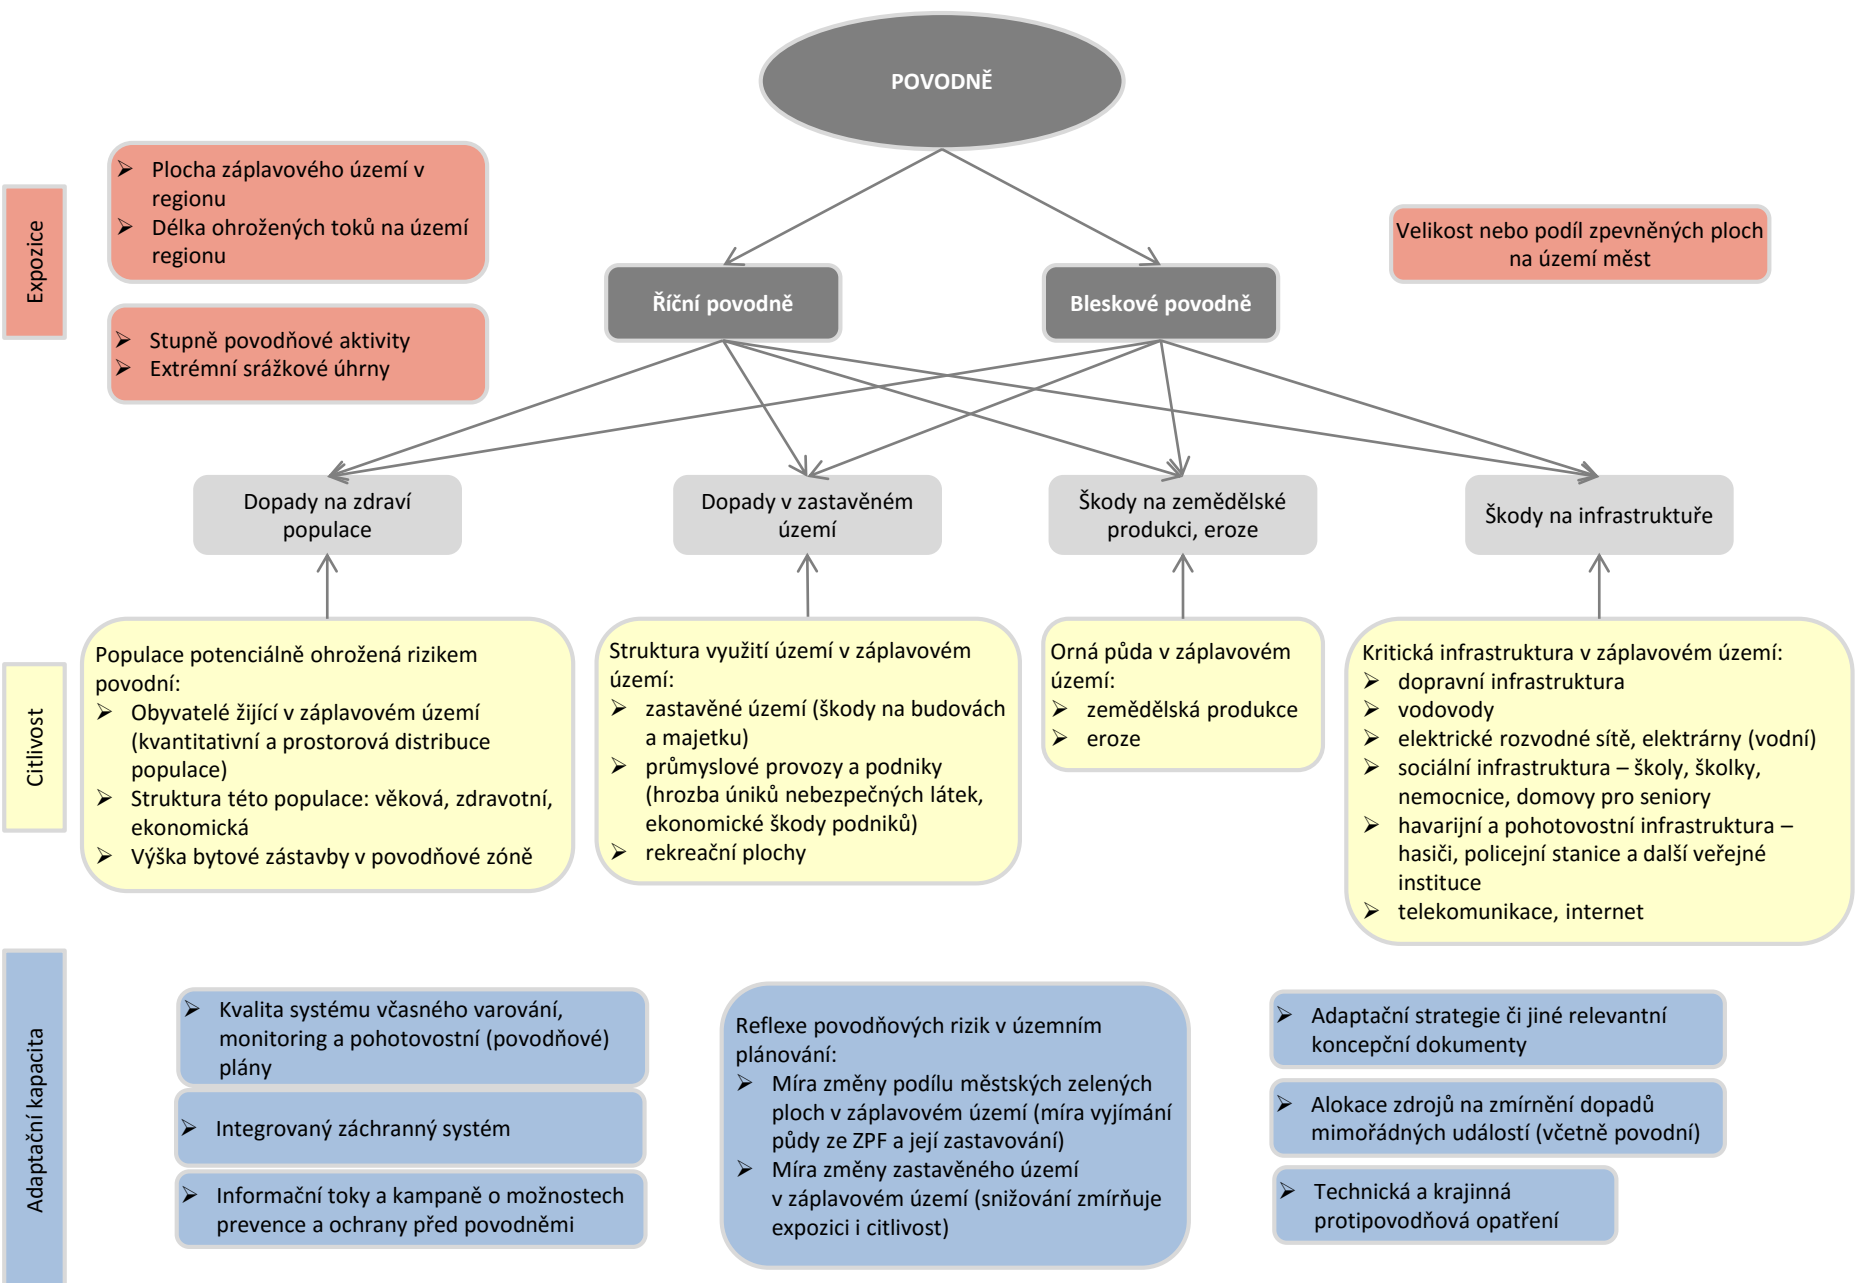 POVODNĚ
Expozice
➢ Plocha záplavového území v
regionu
➢ Délka ohrožených toků na území
regionu
Velikost nebo podíl zpevněných ploch
na území měst
Říční povodně
Bleskové povodně
➢ Stupně povodňové aktivity
➢ Extrémní srážkové úhrny
Dopady na zdraví
populace
Dopady v zastavěném
území
Škody na zemědělské
produkci, eroze
Škody na infrastruktuře
Citlivost
Populace potenciálně ohrožená rizikem
povodní:
➢ Obyvatelé žijící v záplavovém území
(kvantitativní a prostorová distribuce
populace)
➢ Struktura této populace: věková, zdravotní,
ekonomická
➢ Výška bytové zástavby v povodňové zóně
Struktura využití území v záplavovém
území:
➢ zastavěné území (škody na budovách
a majetku)
➢ průmyslové provozy a podniky
(hrozba úniků nebezpečných látek,
ekonomické škody podniků)
➢ rekreační plochy
Orná půda v záplavovém
území:
➢ zemědělská produkce
➢ eroze
Kritická infrastruktura v záplavovém území:
➢ dopravní infrastruktura
➢ vodovody
➢ elektrické rozvodné sítě, elektrárny (vodní)
➢ sociální infrastruktura – školy, školky,
nemocnice, domovy pro seniory
➢ havarijní a pohotovostní infrastruktura –
hasiči, policejní stanice a další veřejné
instituce
➢ telekomunikace, internet
Adaptační kapacita
➢ Kvalita systému včasného varování,
monitoring a pohotovostní (povodňové)
plány
➢ Integrovaný záchranný systém
➢ Informační toky a kampaně o možnostech
prevence a ochrany před povodněmi
Reflexe povodňových rizik v územním
plánování:
➢ Míra změny podílu městských zelených
ploch v záplavovém území (míra vyjímání
půdy ze ZPF a její zastavování)
➢ Míra změny zastavěného území
v záplavovém území (snižování zmírňuje
expozici i citlivost)
➢ Adaptační strategie či jiné relevantní
koncepční dokumenty
➢ Alokace zdrojů na zmírnění dopadů
mimořádných událostí (včetně povodní)
➢ Technická a krajinná
protipovodňová opatření